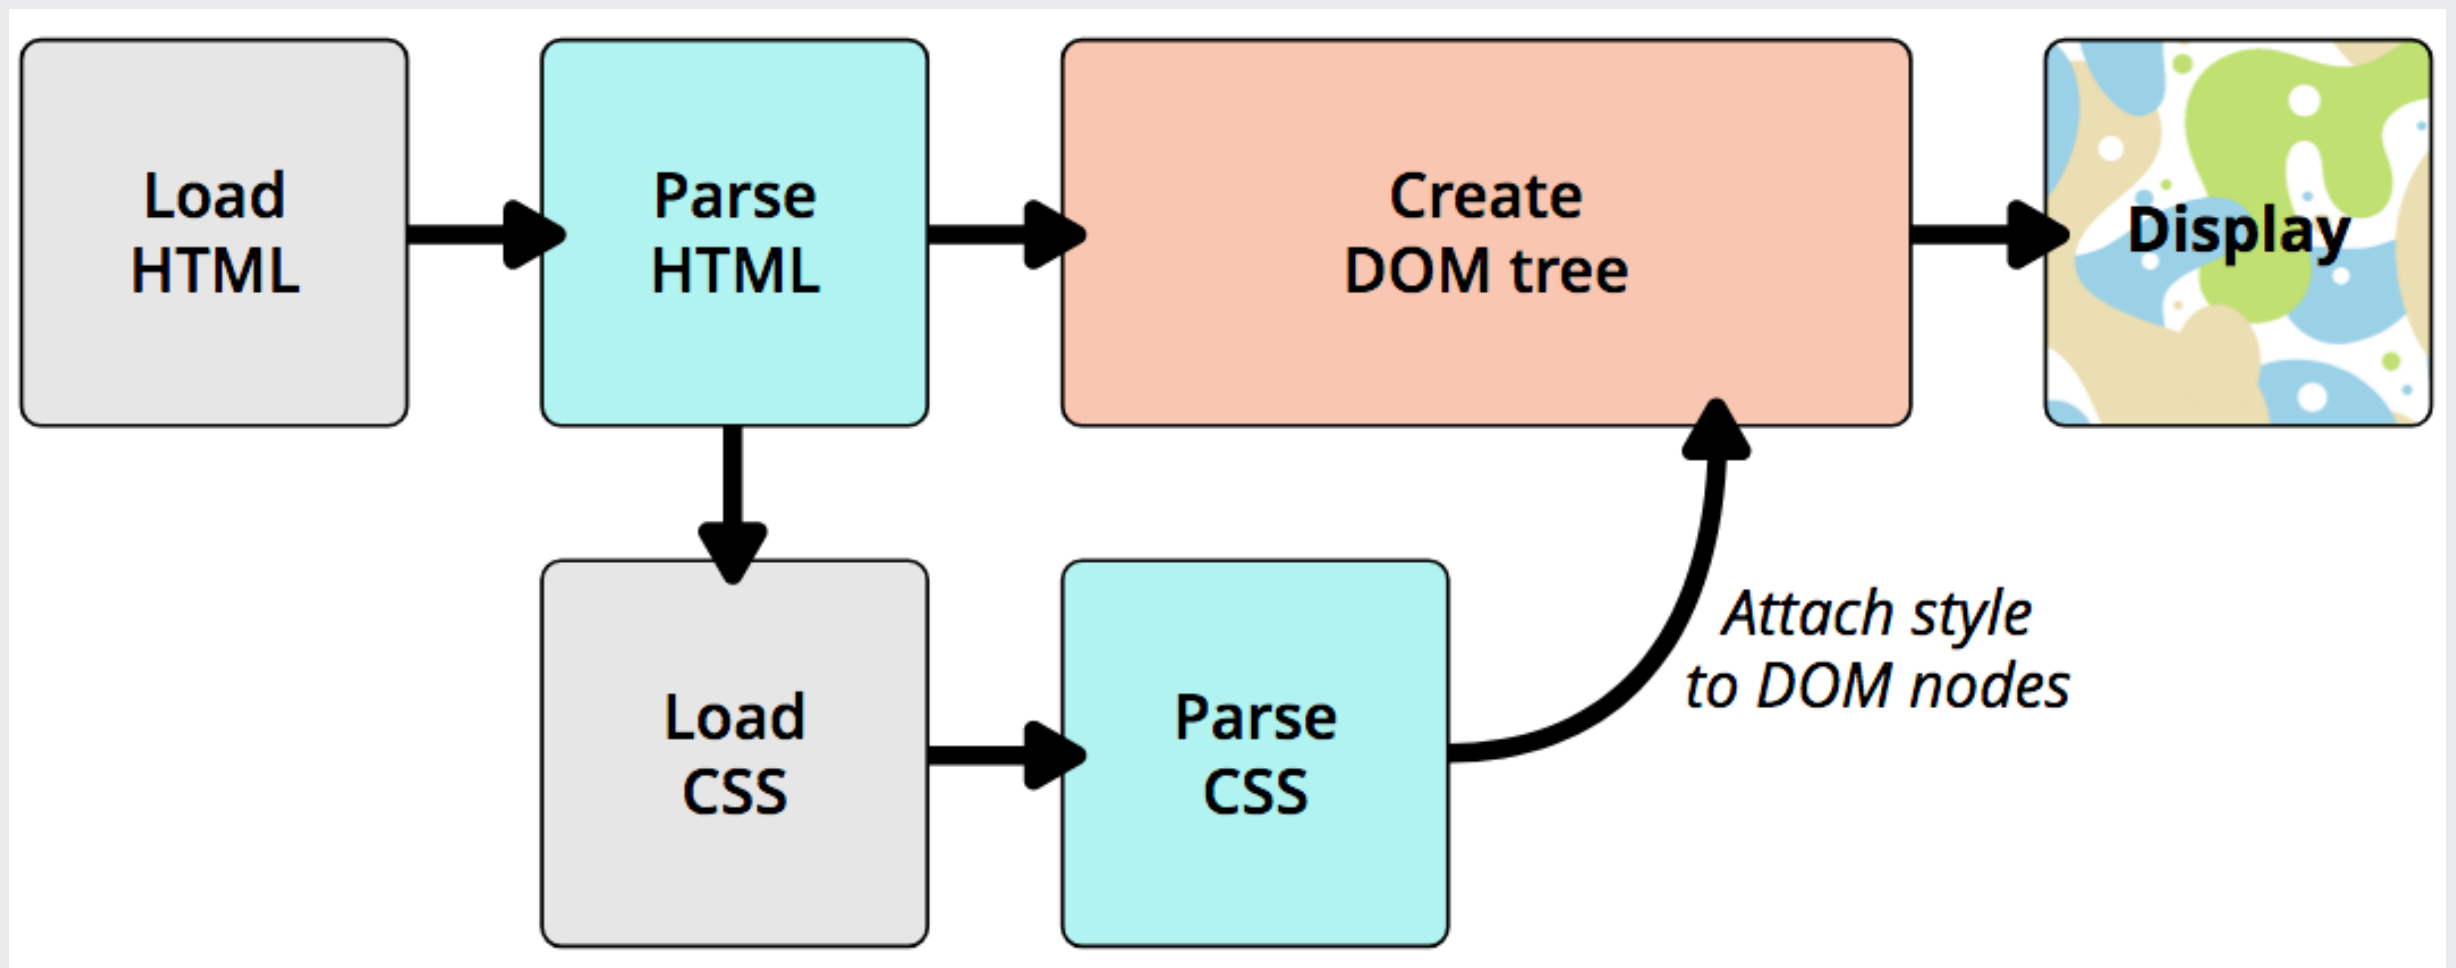 Load
HTML
Parse
HTML
Create
DOM tree
Display
Load
CSS
Parse
CSS
Attach style
to DOM nodes